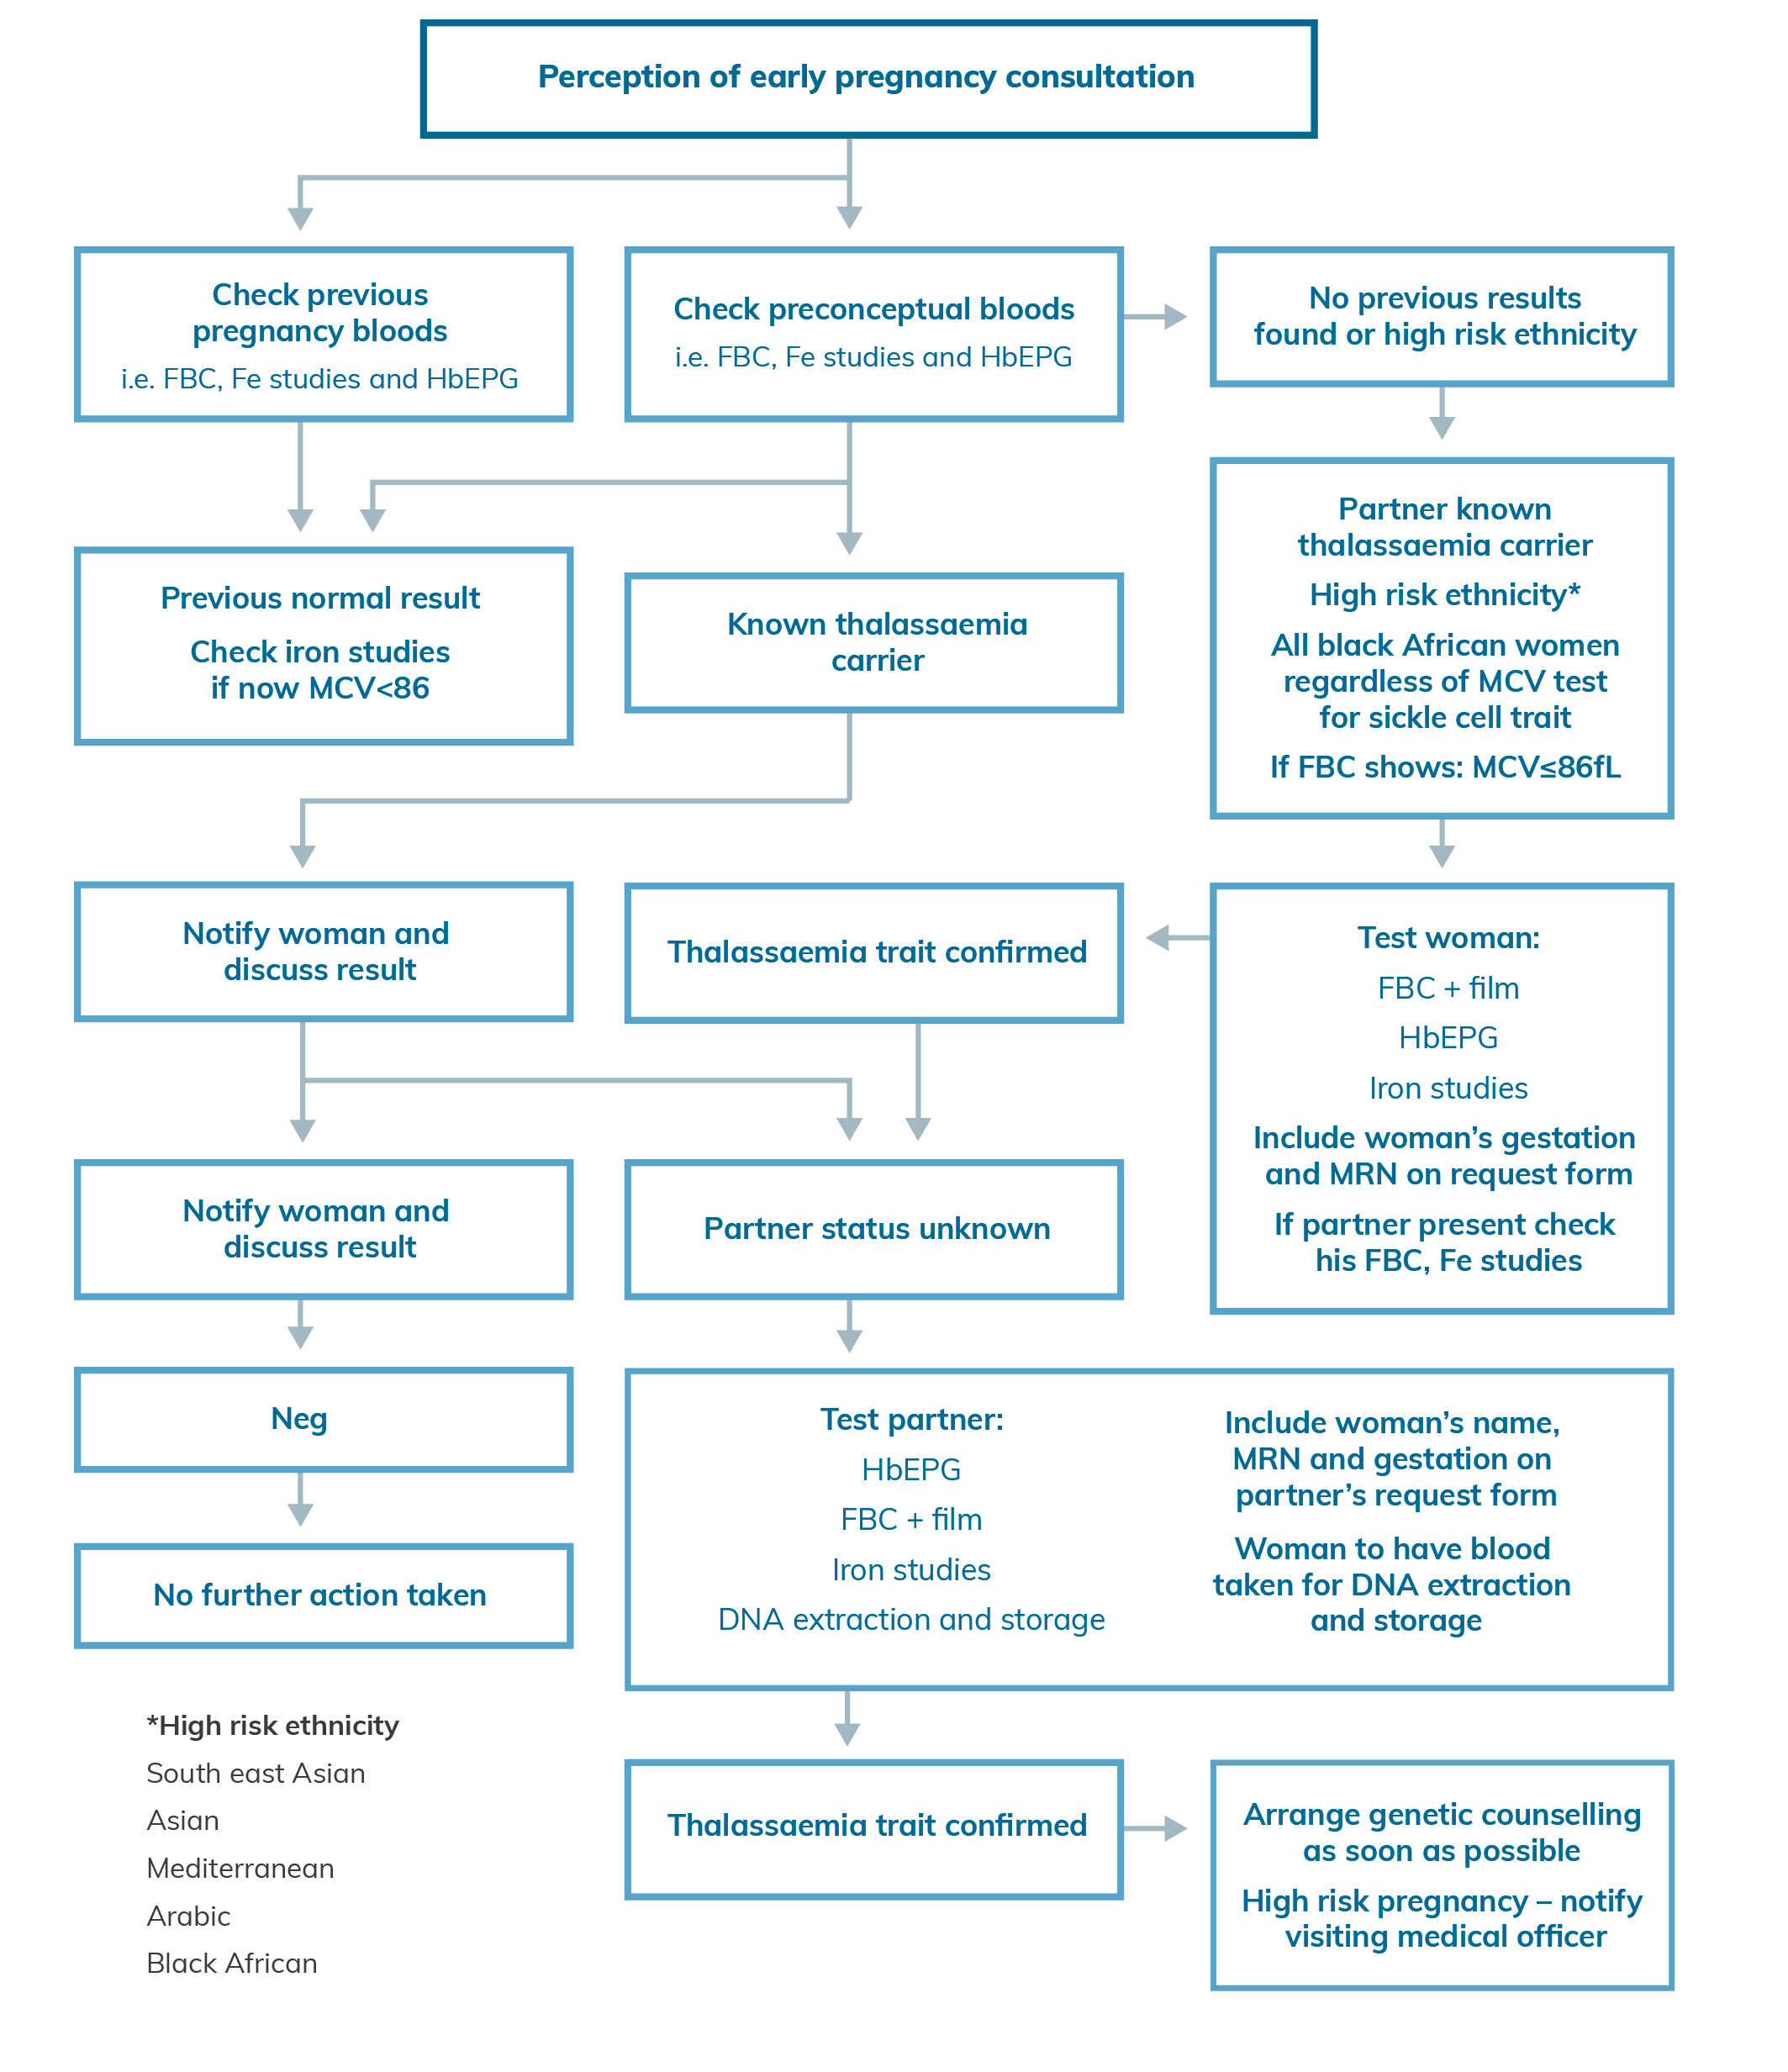 Perception of early pregnancy consultation
Check previous
pregnancy bloods
i.e. FBC, Fe studies and HbEPG
Check preconceptual bloods
i.e. FBC, Fe studies and HbEPG
No previous results
found or high risk ethnicity
Previous normal result
Check iron studies
if now MCV<86
Known thalassaemia
carrier
Partner known
thalassaemia carrier
High risk ethnicity*
All black African women
regardless of MCV test
for sickle cell trait
If FBC shows: MCV≤86fL
Notify woman and
discuss result
Thalassaemia trait confirmed
Test woman:
FBC + film
HbEPG
Iron studies
Include woman’s gestation
and MRN on request form
If partner present check
his FBC, Fe studies
Notify woman and
discuss result
Partner status unknown
Neg
Test partner:
HbEPG
FBC + film
Iron studies
DNA extraction and storage
Include woman’s name,
MRN and gestation on
partner’s request form
Woman to have blood
taken for DNA extraction
and storage
No further action taken
*High risk ethnicity
South east Asian
Asian
Mediterranean
Arabic
Black African
Thalassaemia trait confirmed
Arrange genetic counselling
as soon as possible
High risk pregnancy – notify
visiting medical officer